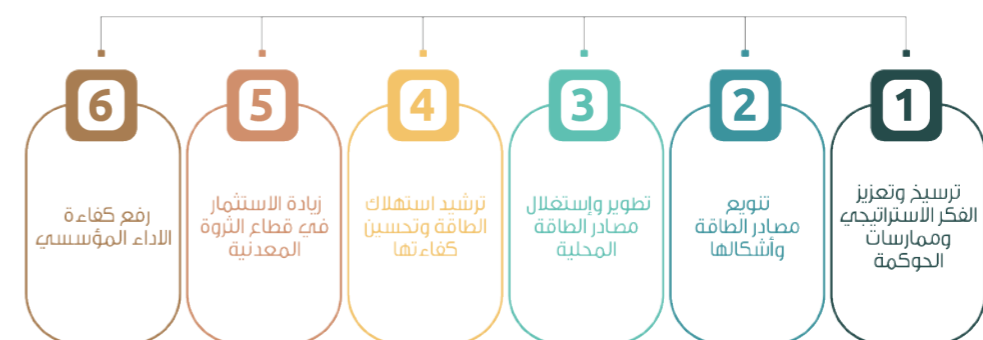 1
ترسيخ وتعزيز
الفكر الاستراتيجي
وممارسات
الحوكمة
2
تنويع
مصادر الطاقة
وأشكالها
3
تطوير وإستغلال
مصادر الطاقة
المحلية
4
ترشيد استهلاك
الطاقة وتحسين
كفاءتها
5
زيادة الاستثمار
في قطاع الثروة
المعدنية
6
رفع كفاءة
الاداء المؤسسي